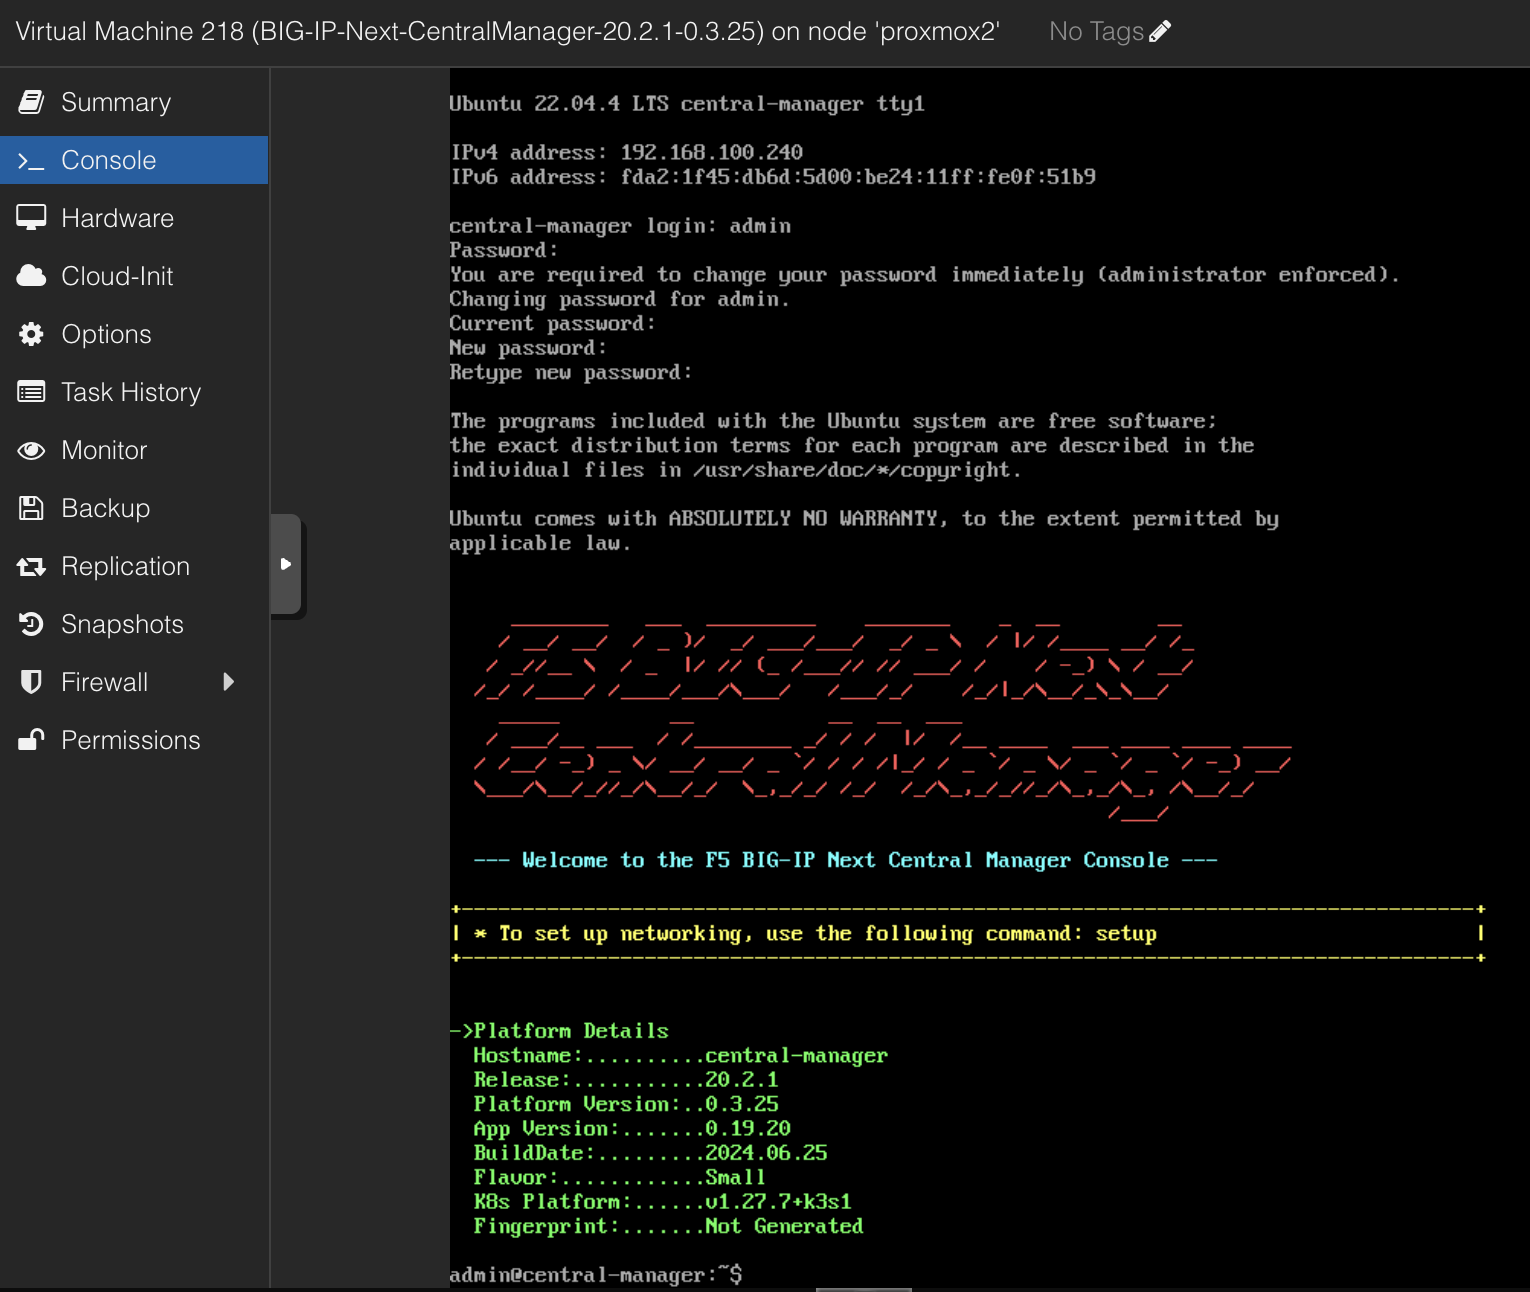 Virtual Machine 218 (BIG-IP-Next-CentralManager-20.2.1-0.3.25) on node 'proxmox2' No Tags
Summary
Console
Hardware
Cloud-Init
Options
Task History
Monitor
Backup
Replication
Snapshots
Firewall
Permissions
Ubuntu 22.04.4 LTS central-manager tty1
IPv4 address: 192.168.100.240
IPv6 address: fda2:1f45:db6d:5d00:be24:11ff:fe0f:51b9
central-manager login: admin
Password:
You are required to change your password immediately (administrator enforced).
Changing password for admin.
Current password:
New password:
Retype new password:
The programs included with the Ubuntu system are free software;
the exact distribution terms for each program are described in the
individual files in /usr/share/doc/*/copyright.
Ubuntu comes with ABSOLUTELY NO WARRANTY, to the extent permitted by
applicable law.
F5 BIG-IP Next
CentralManager
--- Welcome to the F5 BIG-IP Next Central Manager Console ---
* To set up networking, use the following command: setup
->Platform Details
Hostname:..........central-manager
Release:...........20.2.1
Platform Version:..0.3.25
App Version:.......0.19.20
BuildDate:.........2024.06.25
Flavor:............Small
K8s Platform:......v1.27.7+k3s1
Fingerprint:.......Not Generated
admin@central-manager:~$